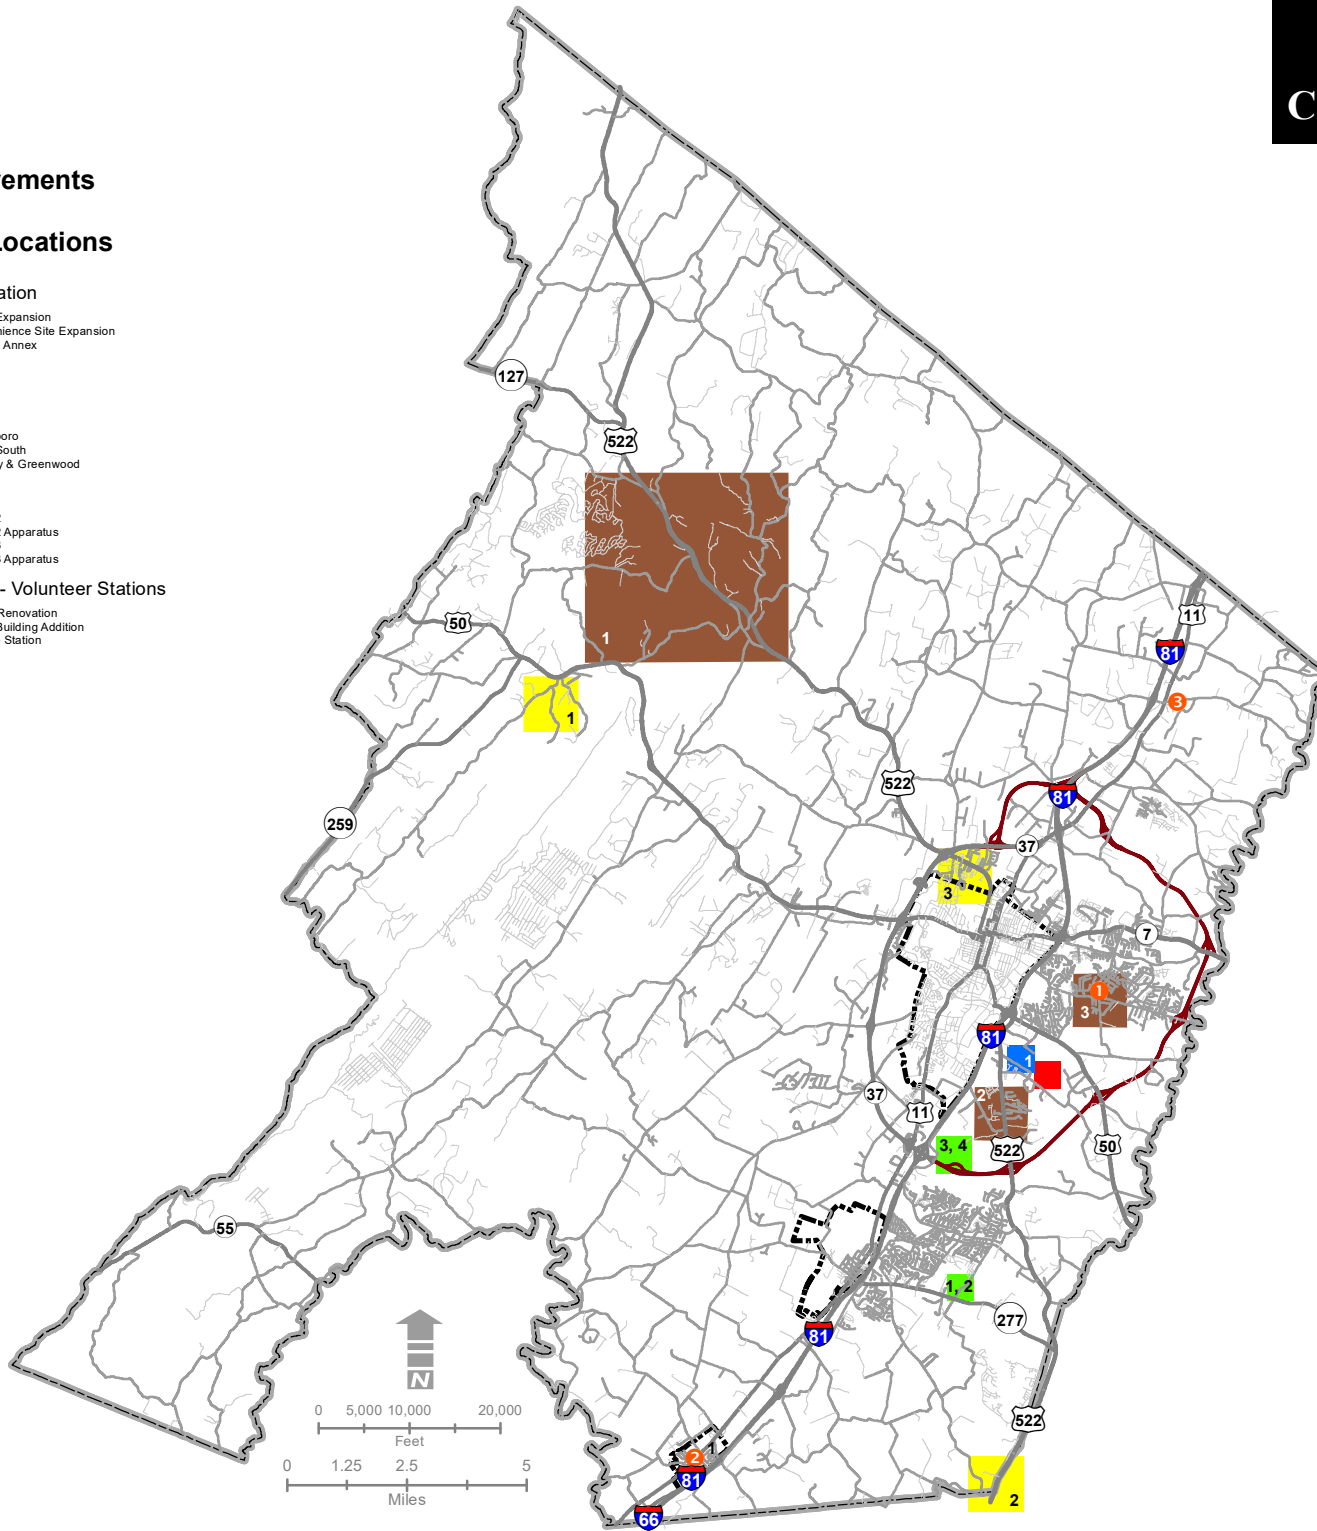 C
ements
ocations
ation
Expansion
nience Site Expansion
Annex
oro
South
y & Greenwood
Apparatus
Apparatus
- Volunteer Stations
Renovation
Building Addition
Station
127
522
50
1
11
81
1
3
522
259
81
37
3
7
1
3
81
1
2
37
11
3, 4
522
50
55
1, 2
277
81
N
0 5,000 10,000 20,000
Feet
522
0 1.25 2.5 5
Miles
2
81
2
66